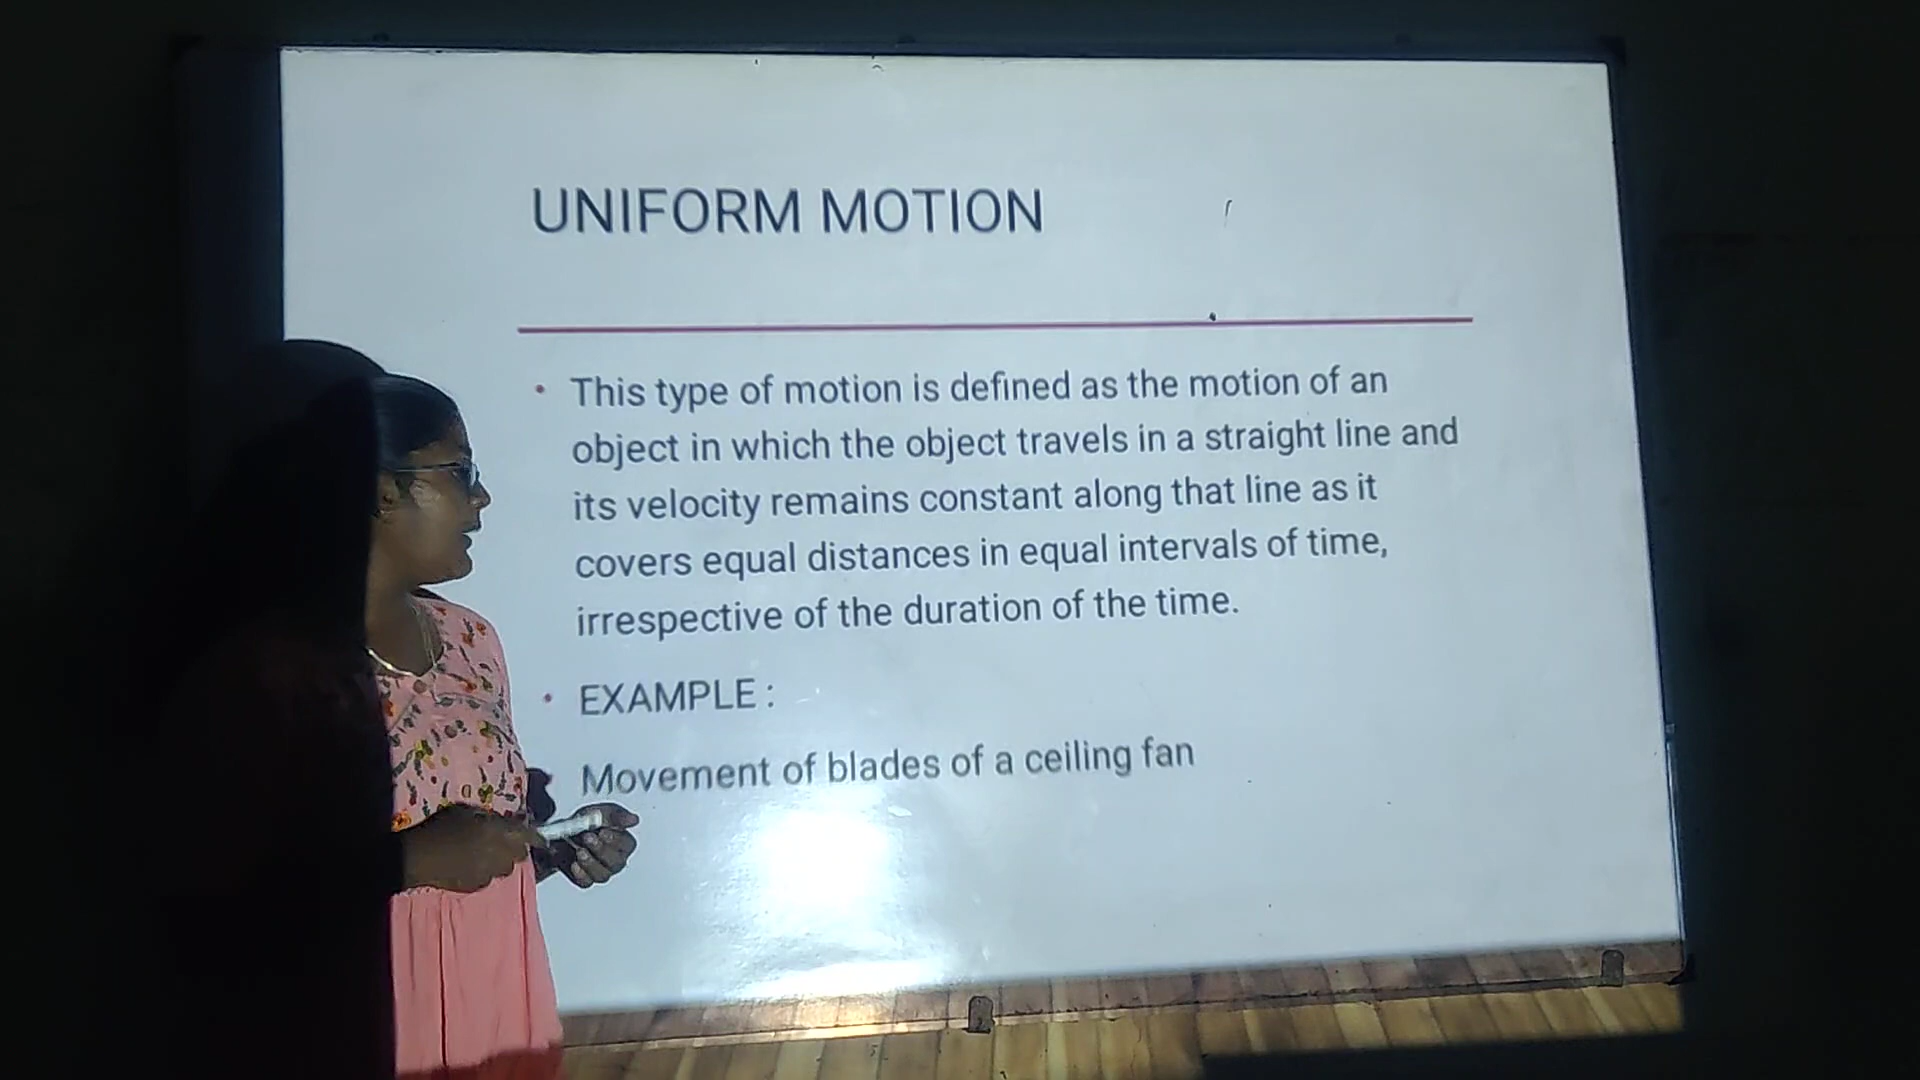 UNIFORM MOTION
• This type of motion is defined as the motion of an
object in which the object travels in a straight line and
its velocity remains constant along that line as it
covers equal distances in equal intervals of time,
irrespective of the duration of the time.
• EXAMPLE :
Movement of blades of a ceiling fan